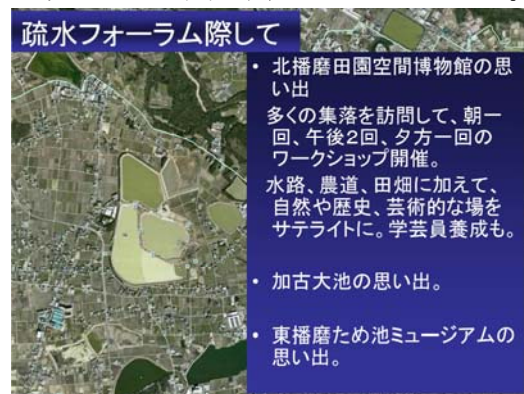 疏水フォーラム際して
• 北播磨田園空間博物館の思
い出
多くの集落を訪問して、朝一
回、午後2回、夕方一回の
ワークショップ開催。
水路、農道、田畑に加えて、
自然や歴史、芸術的な場を
サテライトに。学芸員養成も。
• 加古大池の思い出。
• 東播磨ため池ミュージアムの
思い出。